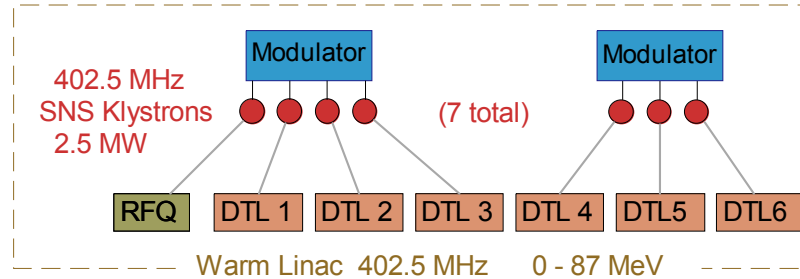 Modulator
Modulator
402.5 MHz
SNS Klystrons
2.5 MW
(7 total)
RFQ
DTL 1
DTL 2
DTL 3
DTL 4
DTL5
DTL6
Warm Linac 402.5 MHz 0 - 87 MeV